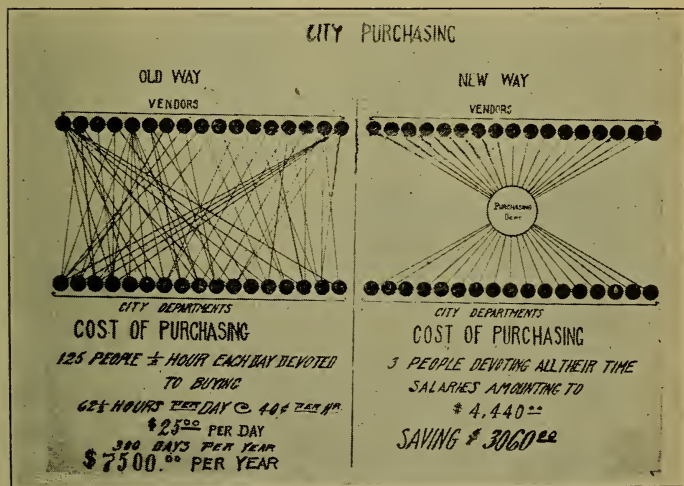 CITY PURCHASING
OLD WAY
VENDORS
CITY DEPARTMENTS
COST OF PURCHASING
125 PEOPLE ½ HOUR EACH DAY DEVOTED
TO BUYING
62½ HOURS PER DAY @ 40¢ PER HR
$25.00 PER DAY
300 DAYS PER YEAR
$7500.00 PER YEAR
NEW WAY
VENDORS
PURCHASING
DEPT
CITY DEPARTMENTS
COST OF PURCHASING
3 PEOPLE DEVOTING ALL THEIR TIME
SALARIES AMOUNTING TO
$4,440.00
SAVING $3060.00